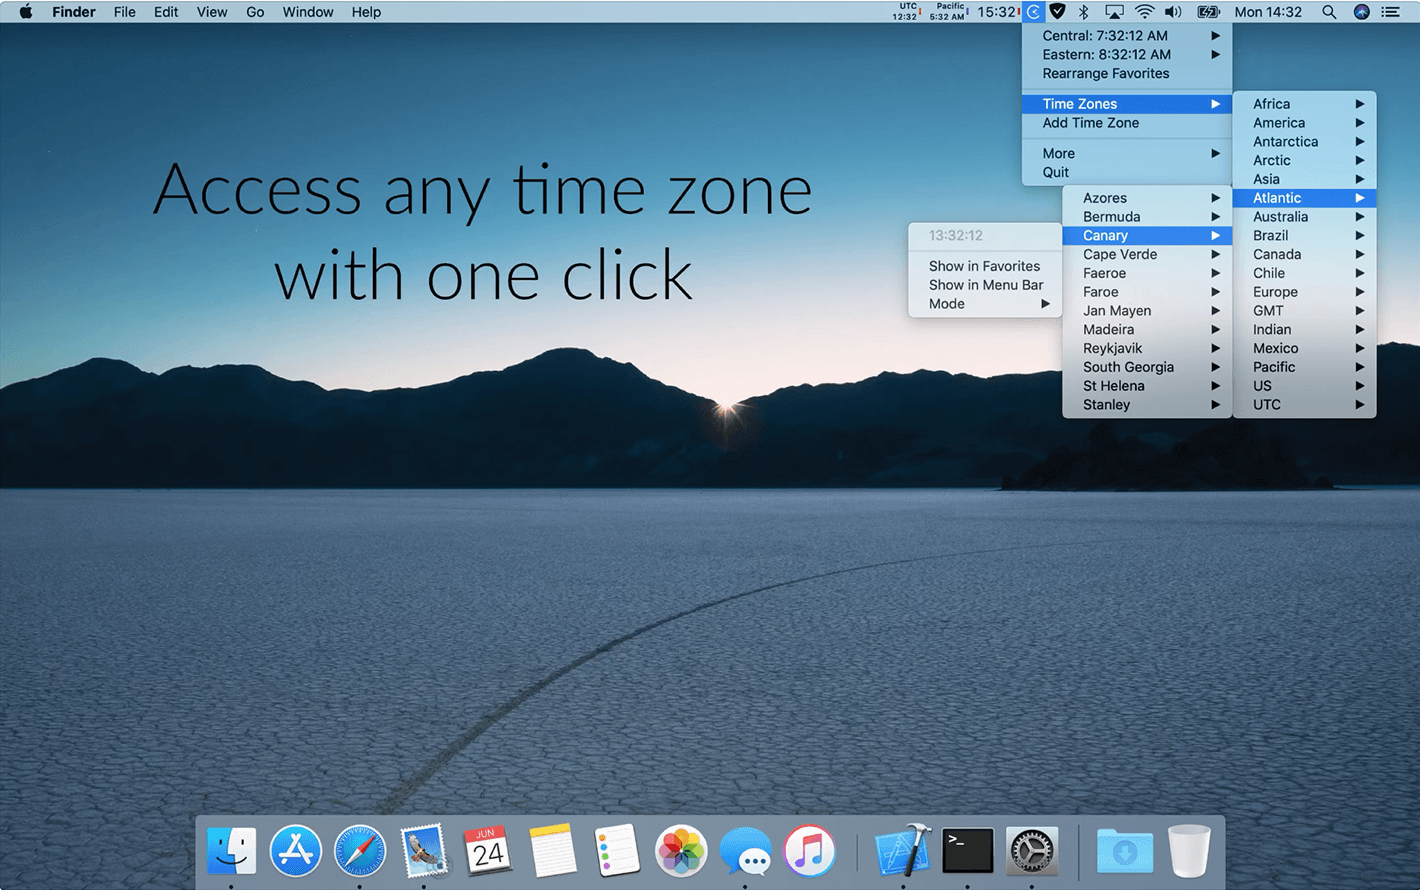 Finder File Edit View Go Window Help
UTC
12:32
Pacific
5:32 AM
15:32
Mon 14:32
Central: 7:32:12 AM
Eastern: 8:32:12 AM
Rearrange Favorites
Time Zones
Add Time Zone
More
Quit
Africa
America
Antarctica
Arctic
Asia
Atlantic
Australia
Brazil
Canada
Chile
Europe
GMT
Indian
Mexico
Pacific
US
UTC
Azores
Bermuda
Canary
Cape Verde
Faeroe
Faroe
Jan Mayen
Madeira
Reykjavik
South Georgia
St Helena
Stanley
13:32:12
Show in Favorites
Show in Menu Bar
Mode
Access any time zone
with one click
JUN
24
>_